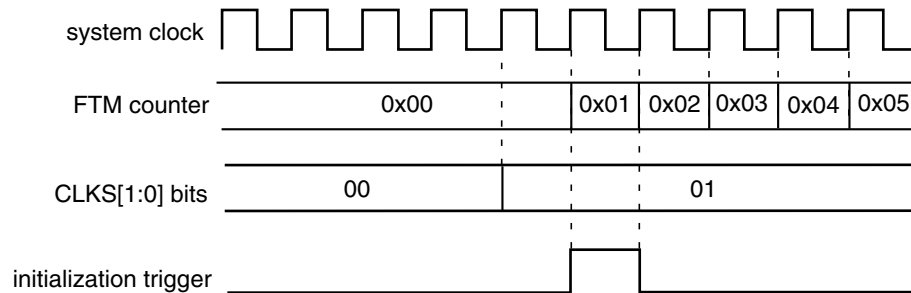 system clock
FTM counter 0x00 0x01 0x02 0x03 0x04 0x05
CLKS[1:0] bits 00 01
initialization trigger